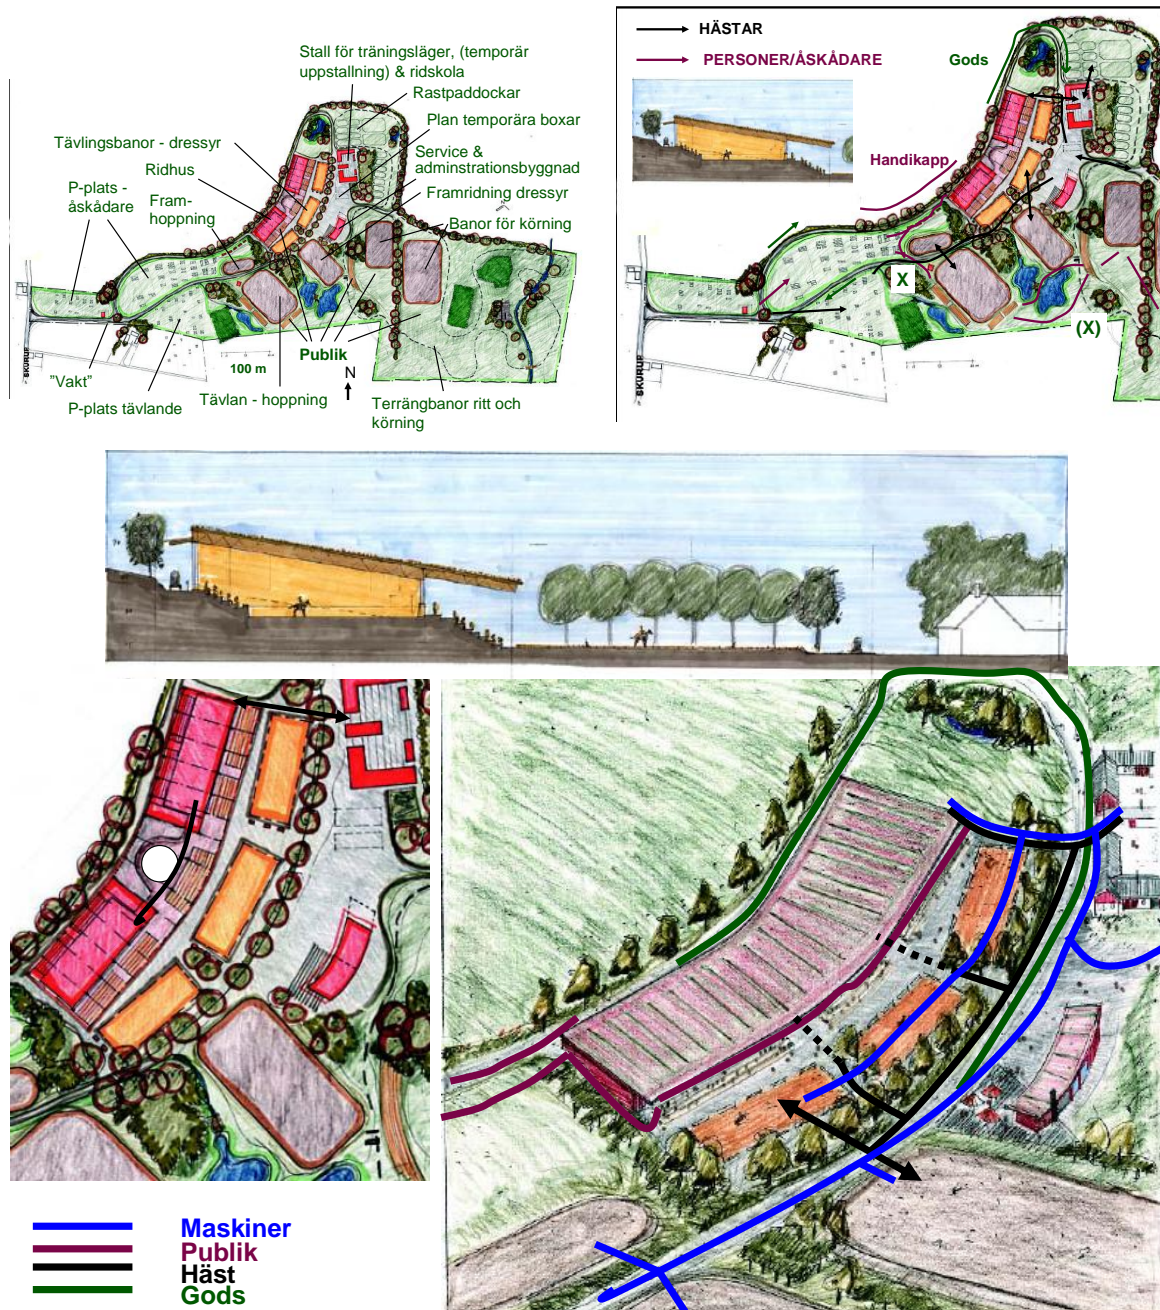 Stall för träningsläger, (temporär
uppstallning) & ridskola
Rastpaddockar
Plan temporära boxar
Tävlingsbanor - dressyr
Service &
adminstrationsbyggnad
Ridhus
P-plats -
åskådare
Fram-
hoppning
Framridning dressyr
Banor för körning
SKURUP
"Vakt"
P-plats tävlande
100 m
Tävlan - hoppning
Publik
N
Terrängbanor ritt och
körning
HÄSTAR
PERSONER/ÅSKÅDARE
Gods
Handikapp
X
(X)
SKURUP
Maskiner
Publik
Häst
Gods